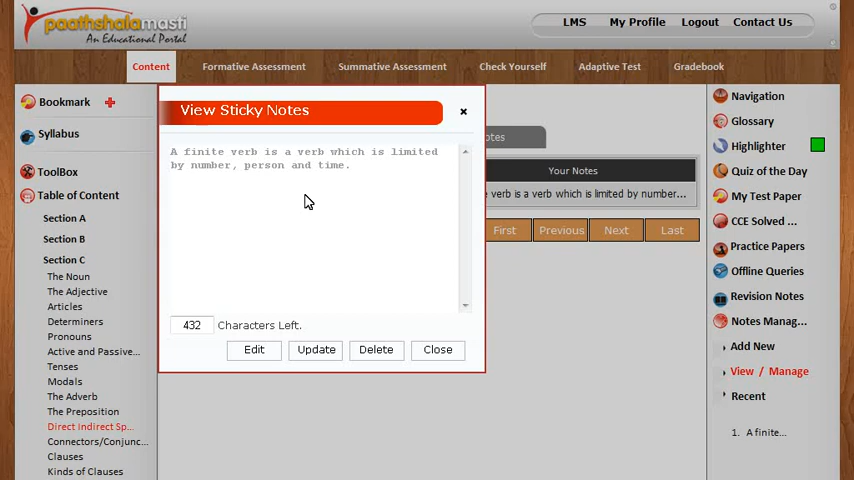 paathshalamasti
An Educational Portal
LMS My Profile Logout Contact Us
Content Formative Assessment Summative Assessment Check Yourself Adaptive Test Gradebook
Bookmark
Syllabus
ToolBox
Table of Content
Section A
Section B
Section C
The Noun
The Adjective
Articles
Determiners
Pronouns
Active and Passive...
Tenses
Modals
The Adverb
The Preposition
Direct Indirect Sp...
Connectors/Conjunc...
Clauses
Kinds of Clauses
View Sticky Notes
A finite verb is a verb which is limited
by number, person and time.
432 Characters Left.
Edit Update Delete Close
otes
Your Notes
e verb is a verb which is limited by number...
First Previous Next Last
Navigation
Glossary
Highlighter
Quiz of the Day
My Test Paper
CCE Solved ...
Practice Papers
Offline Queries
Revision Notes
Notes Manag...
Add New
View / Manage
Recent
1. A finite...